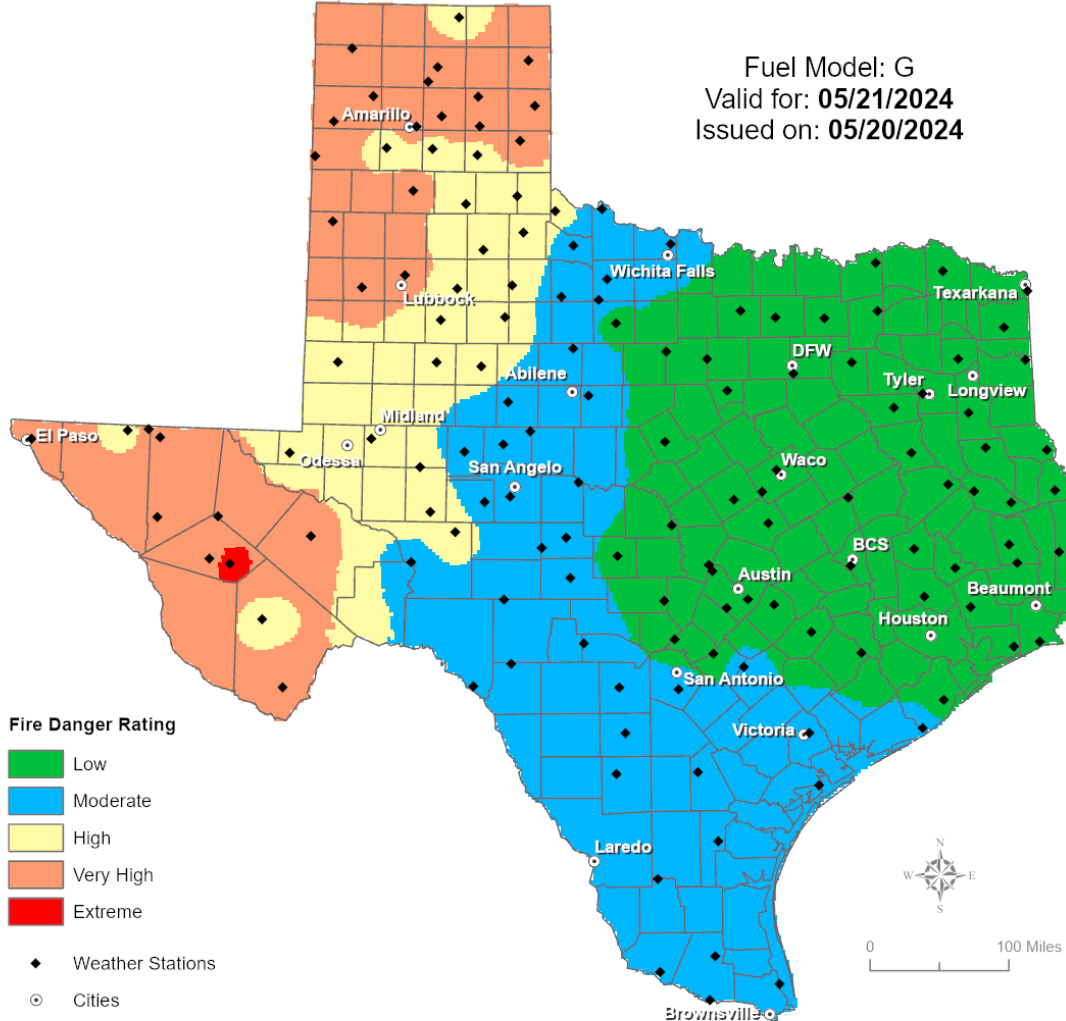 Fuel Model: G
Valid for: 05/21/2024
Issued on: 05/20/2024
Amarillo
Wichita Falls
Lubbock
Texarkana
DFW
Abilene
Tyler
Longview
Midland
El Paso
Odessa
San Angelo
Waco
BCS
Austin
Beaumont
Houston
San Antonio
Victoria
Laredo
Brownsville
Fire Danger Rating
Low
Moderate
High
Very High
Extreme
Weather Stations
Cities
N
W E
S
0 100 Miles